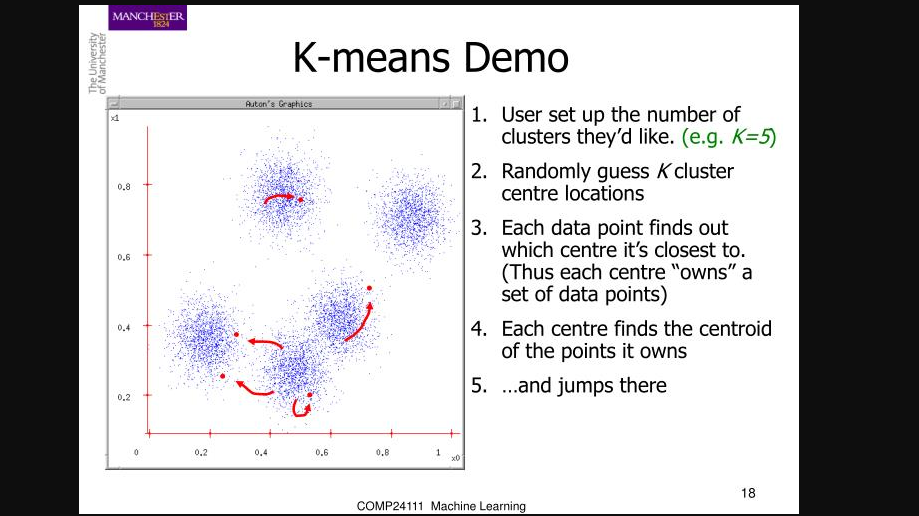 MANCHESTER
1824
The University
of Manchester
K-means Demo
Auton's Graphics
x1
0.8
0.6
0.4
0.2
0 0.2 0.4 0.6 0.8 1 x0
1. User set up the number of
clusters they’d like. (e.g. K=5)
2. Randomly guess K cluster
centre locations
3. Each data point finds out
which centre it’s closest to.
(Thus each centre “owns” a
set of data points)
4. Each centre finds the centroid
of the points it owns
5. …and jumps there
18
COMP24111 Machine Learning